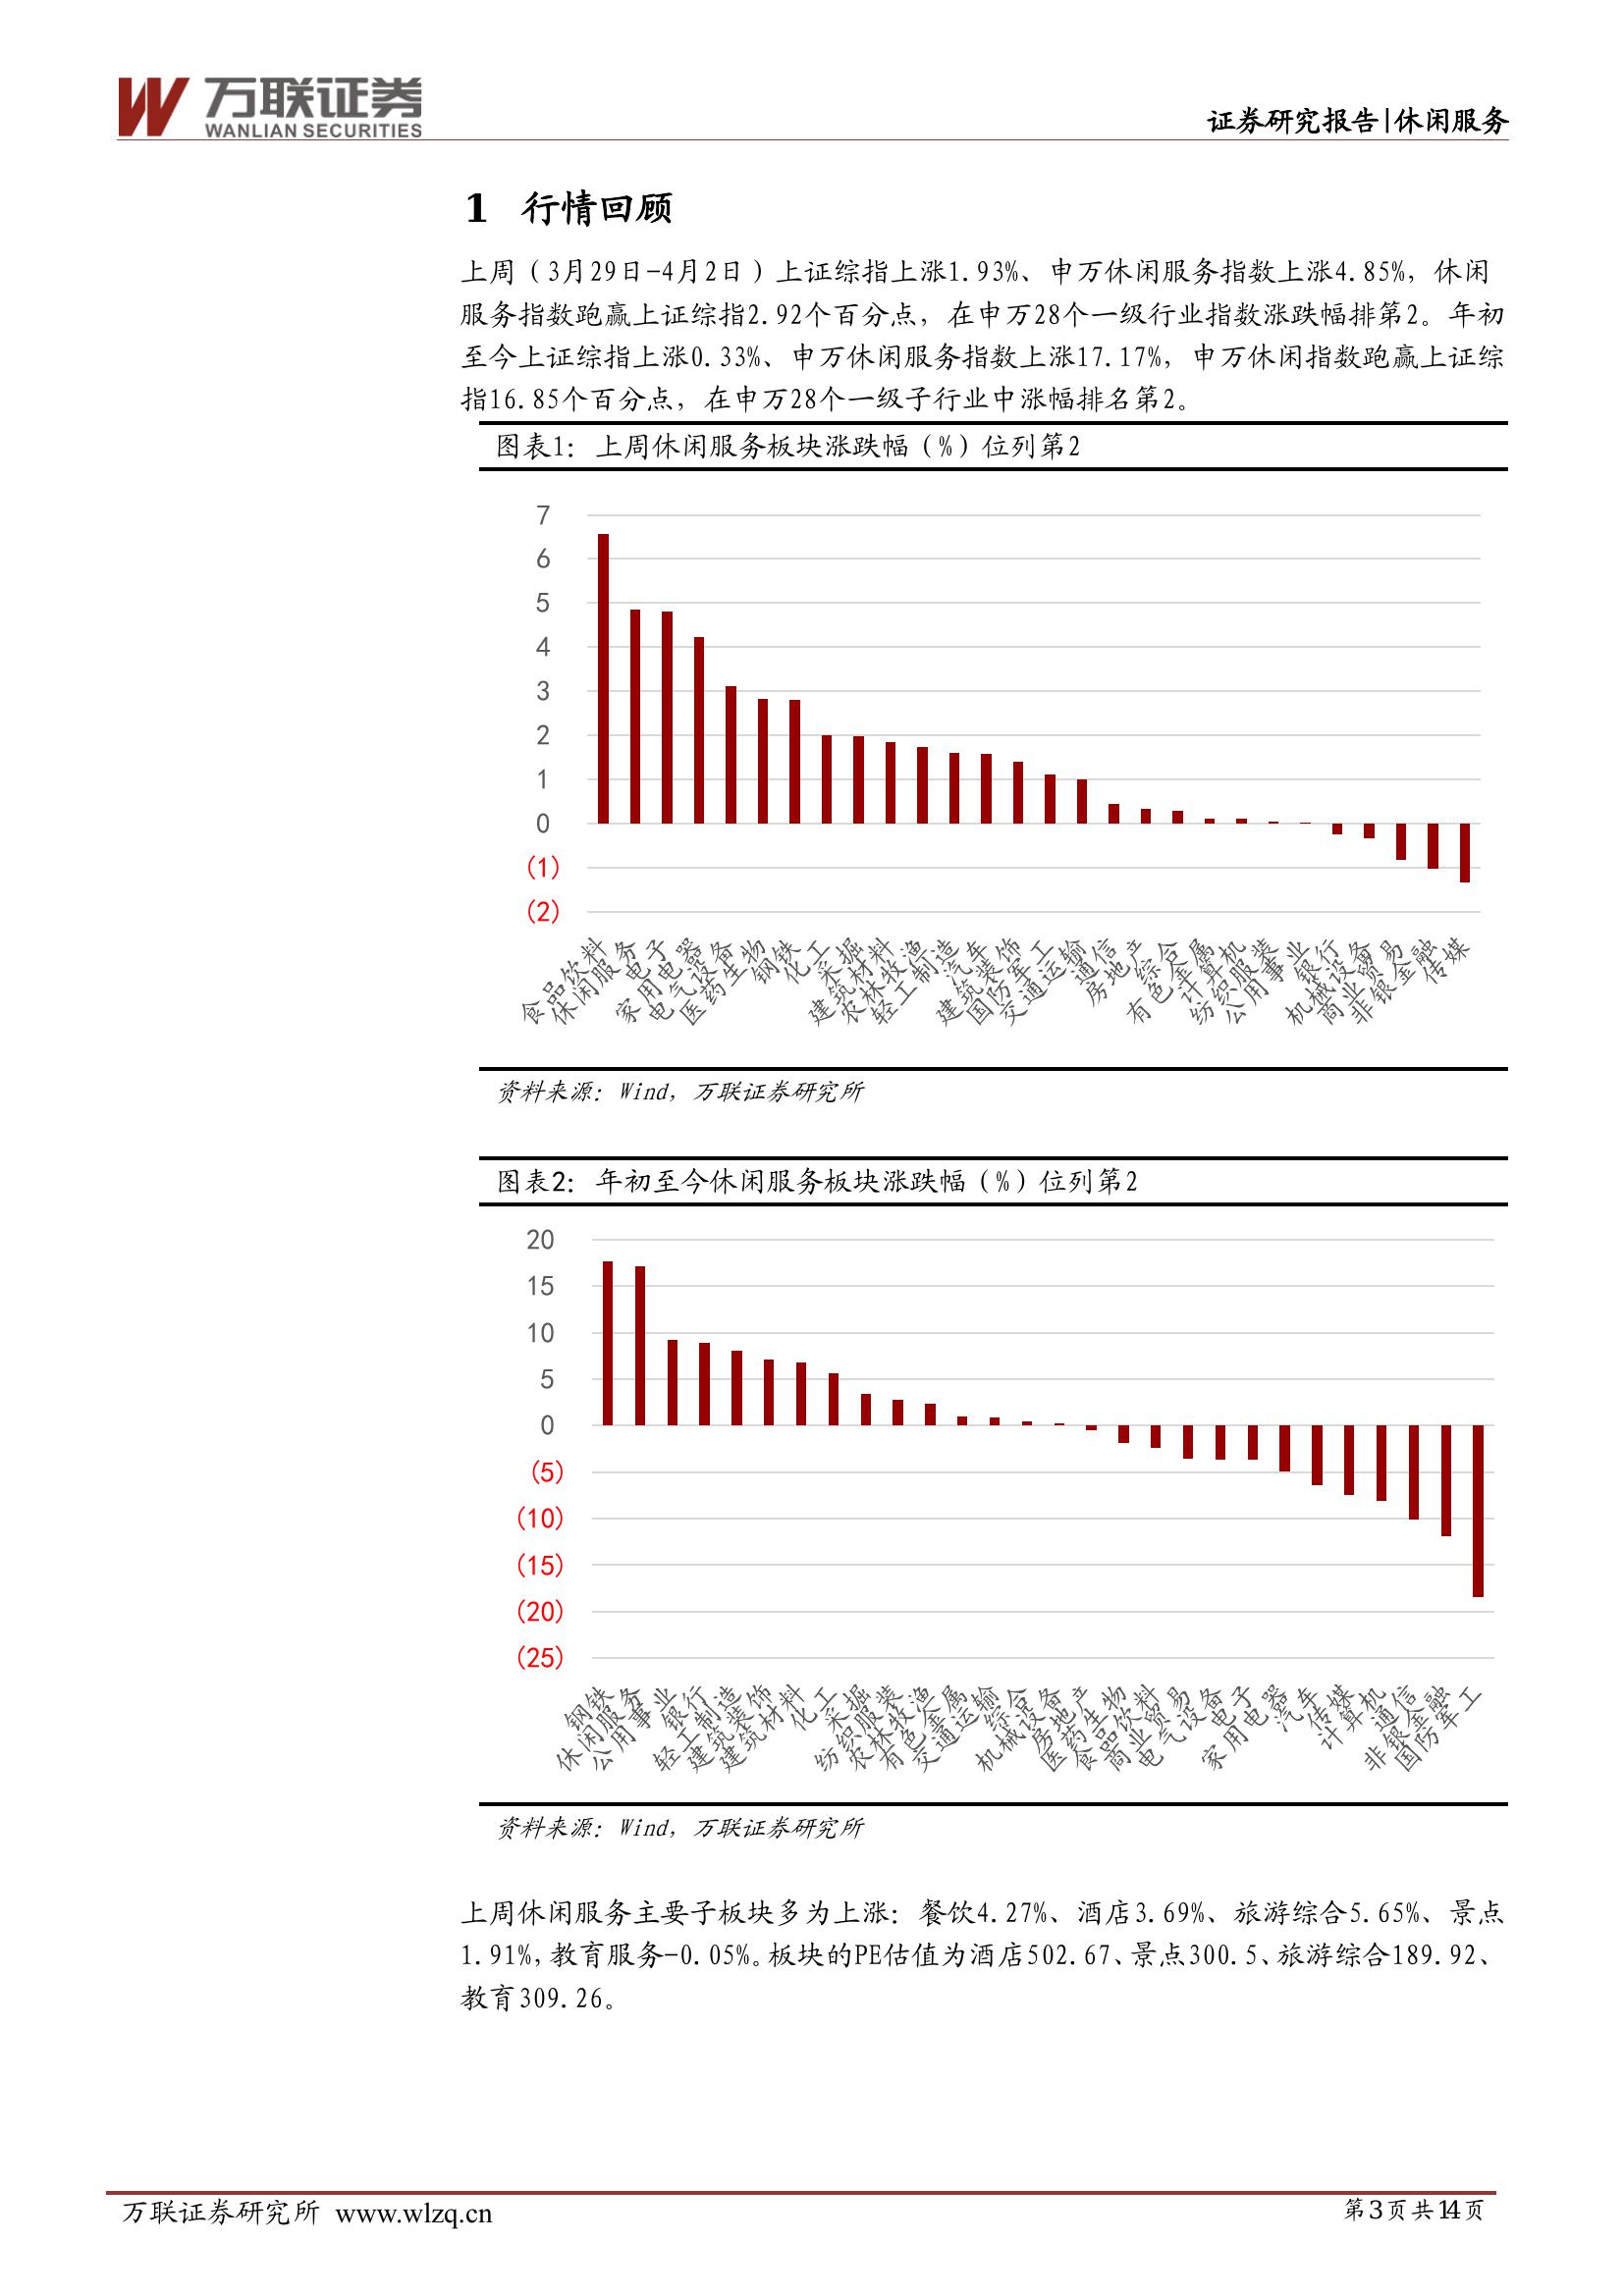 万联证券
WANLIAN SECURITIES
证券研究报告|休闲服务
1 行情回顾
上周（3月29日-4月2日）上证综指上涨1.93%、申万休闲服务指数上涨4.85%，休闲
服务指数跑赢上证综指2.92个百分点，在申万28个一级行业指数涨跌幅排第2。年初
至今上证综指上涨0.33%、申万休闲服务指数上涨17.17%，申万休闲指数跑赢上证综
指16.85个百分点，在申万28个一级子行业中涨幅排名第2。
图表1：上周休闲服务板块涨跌幅（%）位列第2
7
6
5
4
3
2
1
0
(1)
(2)
食品饮料
休闲服务
电子
家用电器
电气设备
医药生物
钢铁
化工
采掘
建筑材料
农林牧渔
轻工制造
汽车
建筑装饰
国防军工
交通运输
通信
房地产
综合
有色金属
计算机
纺织服装
公用事业
银行
机械设备
商业贸易
非银金融
传媒
资料来源：Wind，万联证券研究所
图表2：年初至今休闲服务板块涨跌幅（%）位列第2
20
15
10
5
0
(5)
(10)
(15)
(20)
(25)
钢铁
休闲服务
公用事业
银行
轻工制造
建筑装饰
建筑材料
化工
采掘
纺织服装
农林牧渔
有色金属
交通运输
综合
机械设备
房地产
医药生物
食品饮料
商业贸易
电气设备
电子
家用电器
汽车
传媒
计算机
通信
非银金融
国防军工
资料来源：Wind，万联证券研究所
上周休闲服务主要子板块多为上涨：餐饮4.27%、酒店3.69%、旅游综合5.65%、景点
1.91%，教育服务-0.05%。板块的PE估值为酒店502.67、景点300.5、旅游综合189.92、
教育309.26。
万联证券研究所 www.wlzq.cn
第3页共14页